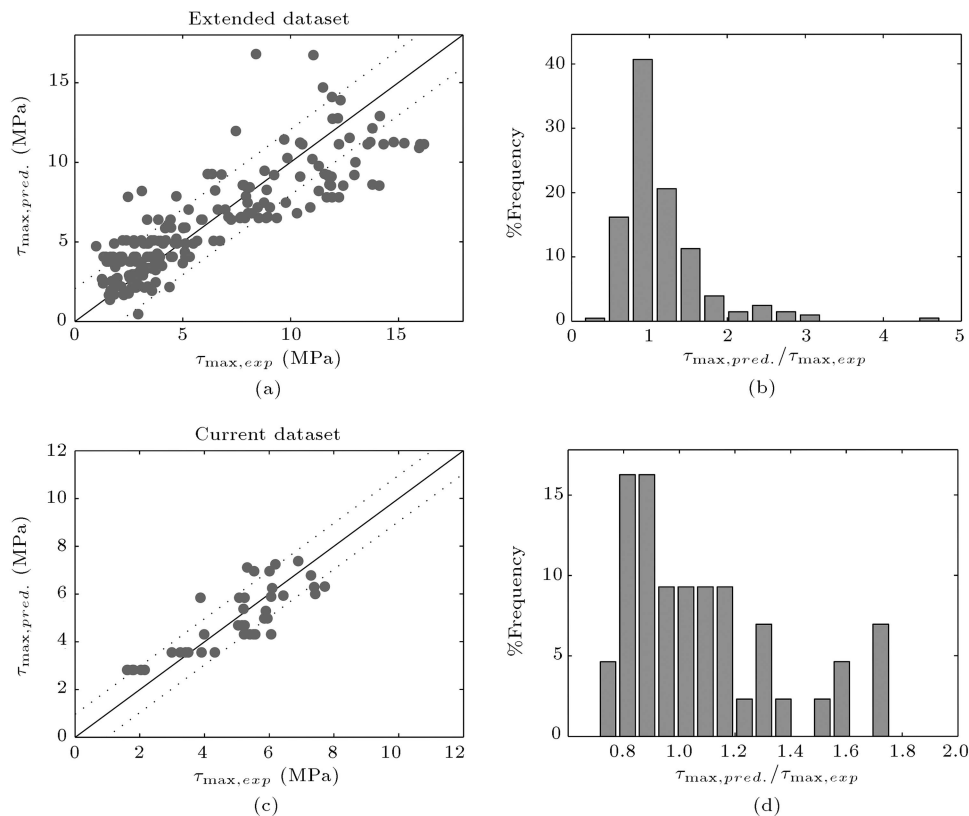 Extended dataset
τmax,pred. (MPa)
15
10
5
0
0 5 10 15
τmax,exp (MPa)
(a)
%Frequency
40
30
20
10
0
0 1 2 3 4 5
τmax,pred./τmax,exp
(b)
Current dataset
τmax,pred. (MPa)
12
10
8
6
4
2
0
0 2 4 6 8 10 12
τmax,exp (MPa)
(c)
%Frequency
15
10
5
0
0.8 1.0 1.2 1.4 1.6 1.8 2.0
τmax,pred./τmax,exp
(d)